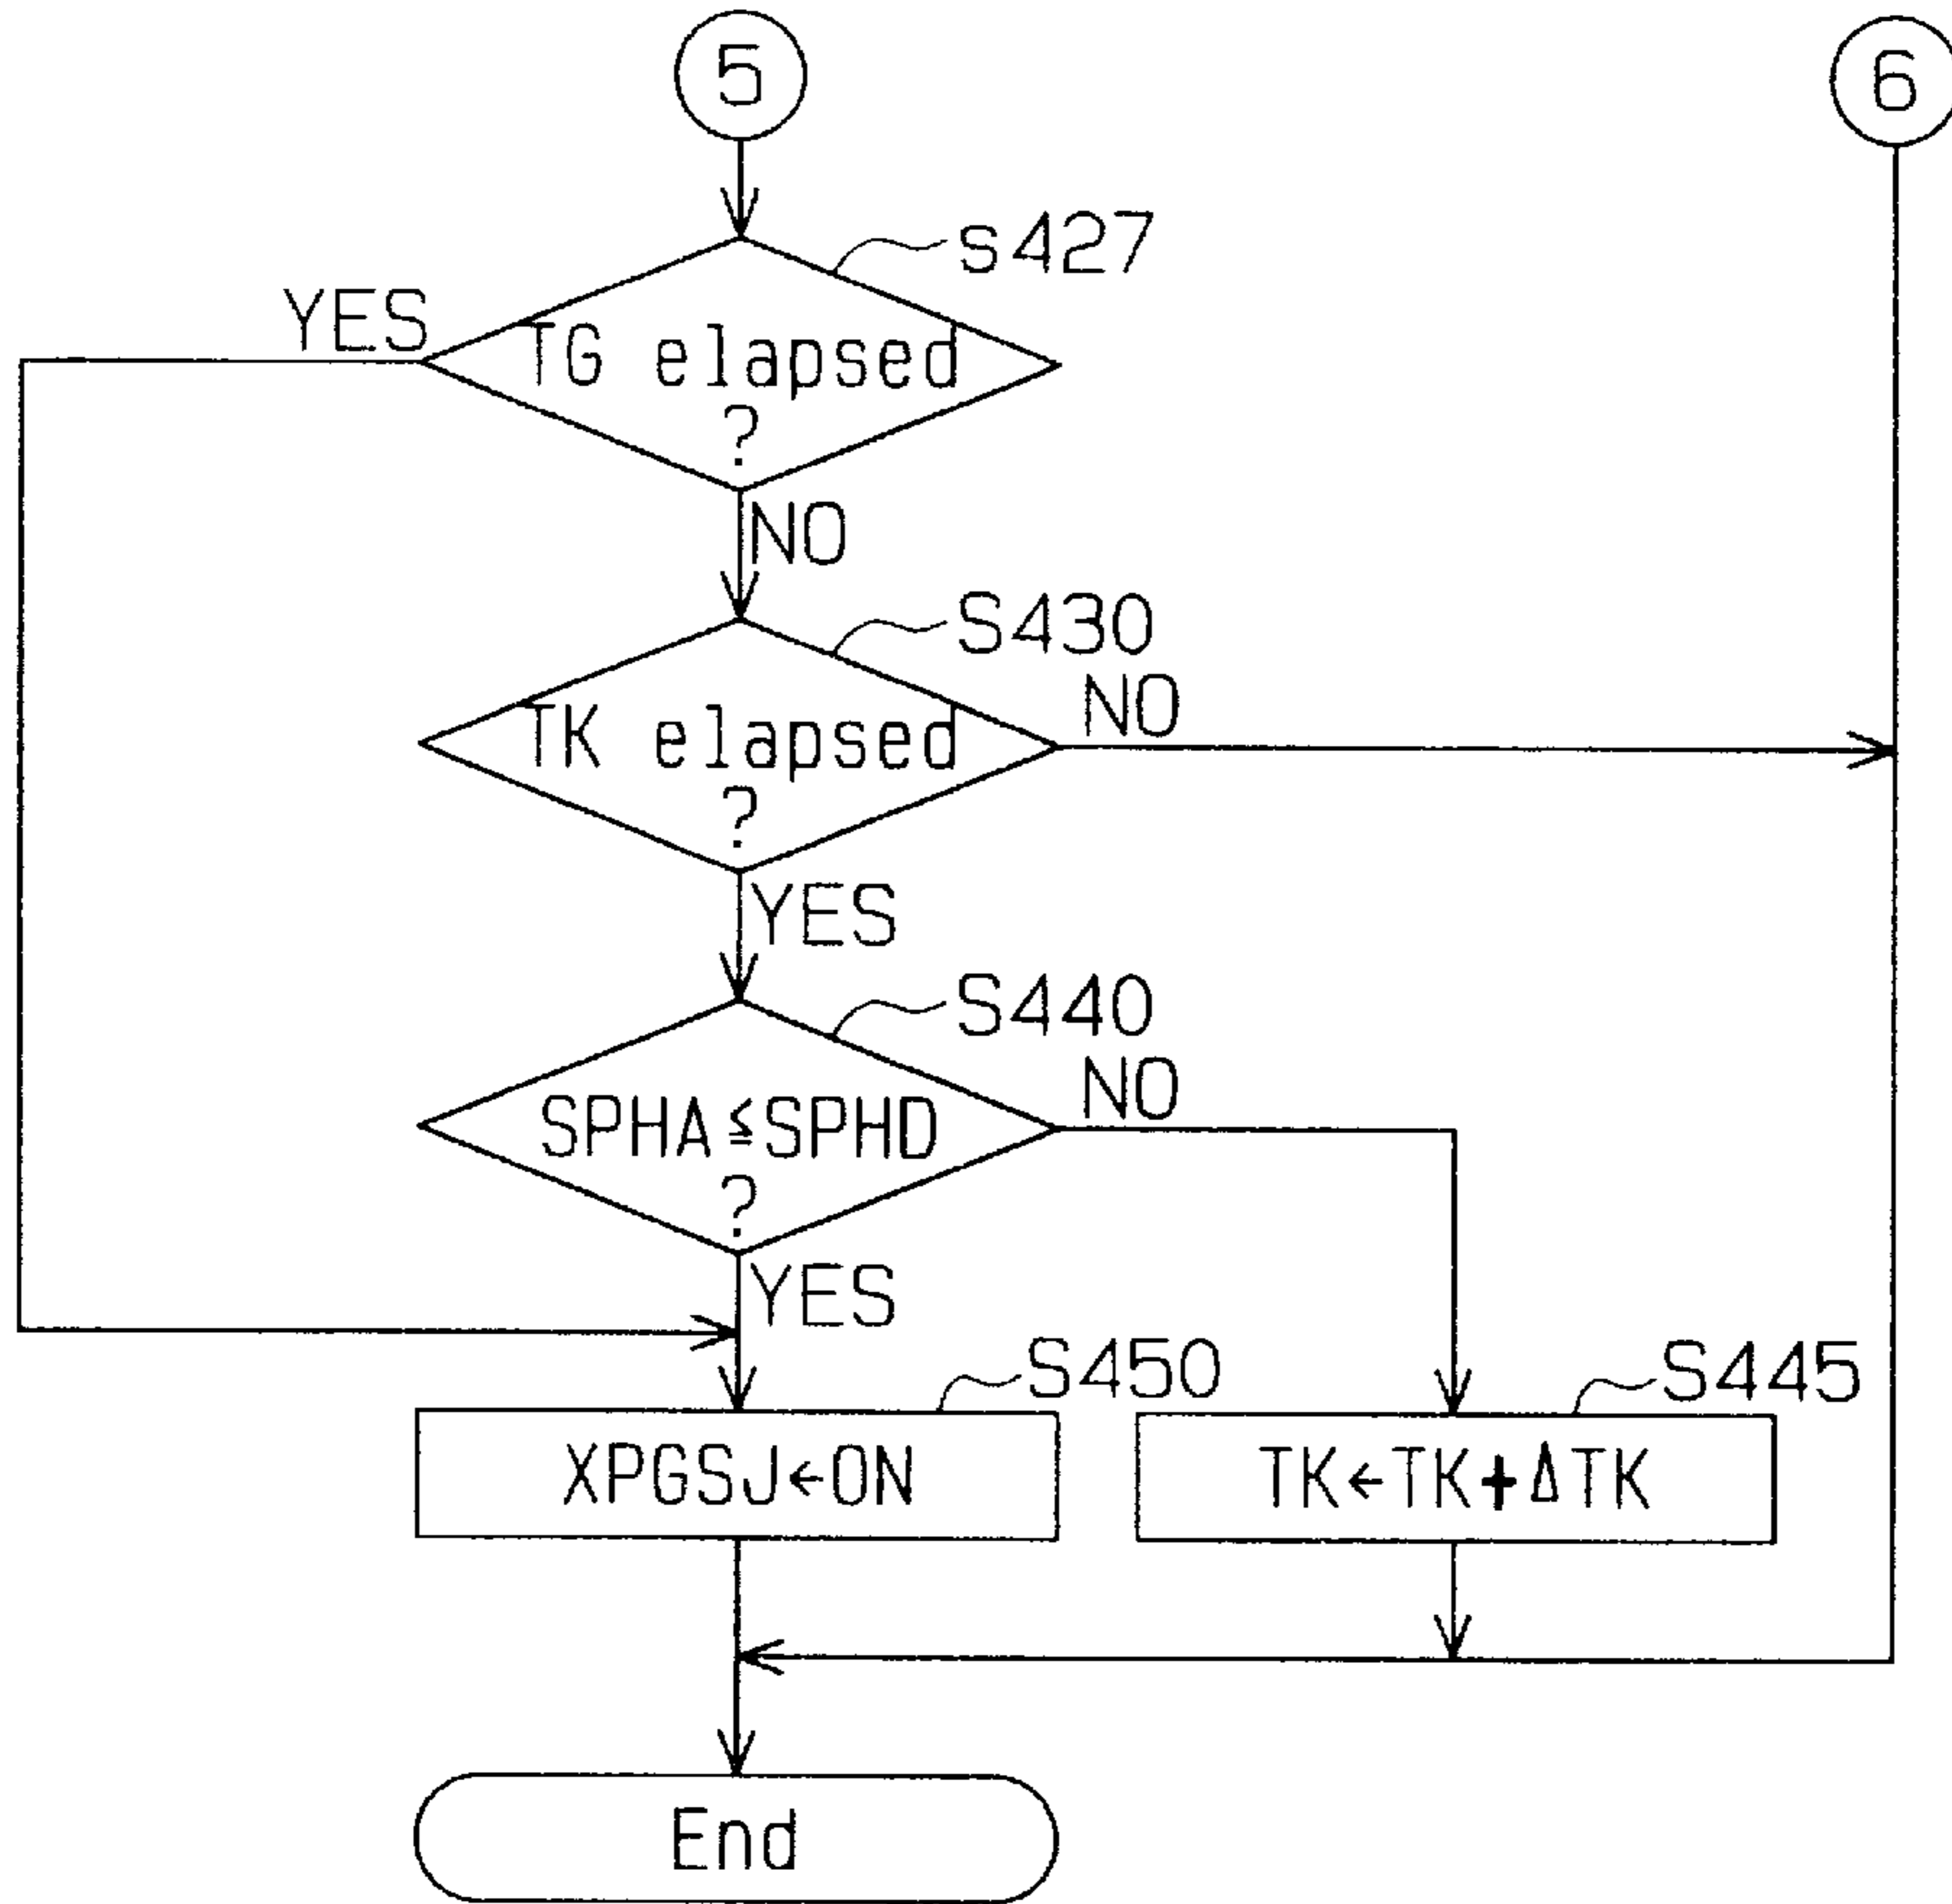 5
6
S427
YES
TG elapsed
?
NO
S430
NO
TK elapsed
?
YES
S440
NO
SPHA≦SPHD
?
YES
S450
S445
XPGSJ←ON
TK←TK+ΔTK
End